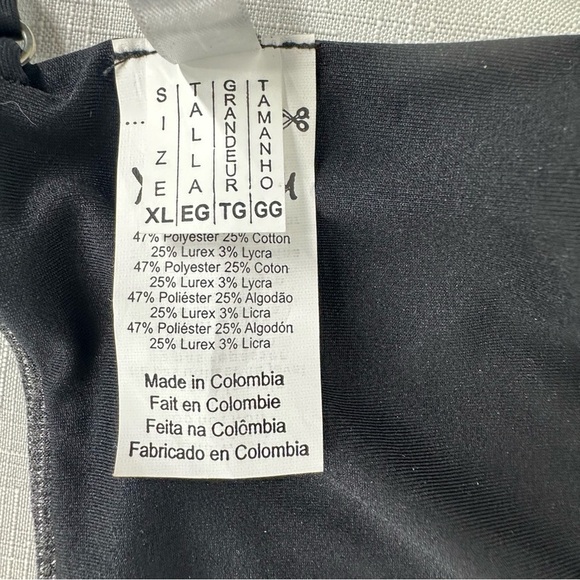 SIZE TALLA GRANDEUR TAMANHO
XL EG TG GG
47% Polyester 25% Cotton
25% Lurex 3% Lycra
47% Polyester 25% Coton
25% Lurex 3% Lycra
47% Poliéster 25% Algodão
25% Lurex 3% Licra
47% Poliéster 25% Algodón
25% Lurex 3% Licra
Made in Colombia
Fait en Colombie
Feita na Colômbia
Fabricado en Colombia